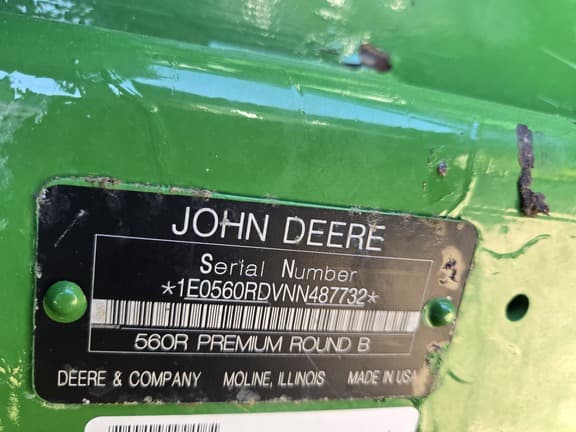 JOHN DEERE
Serial Number
*1E0560RDVNN487732*
560R PREMIUM ROUND B
DEERE & COMPANY MOLINE, ILLINOIS MADE IN USA